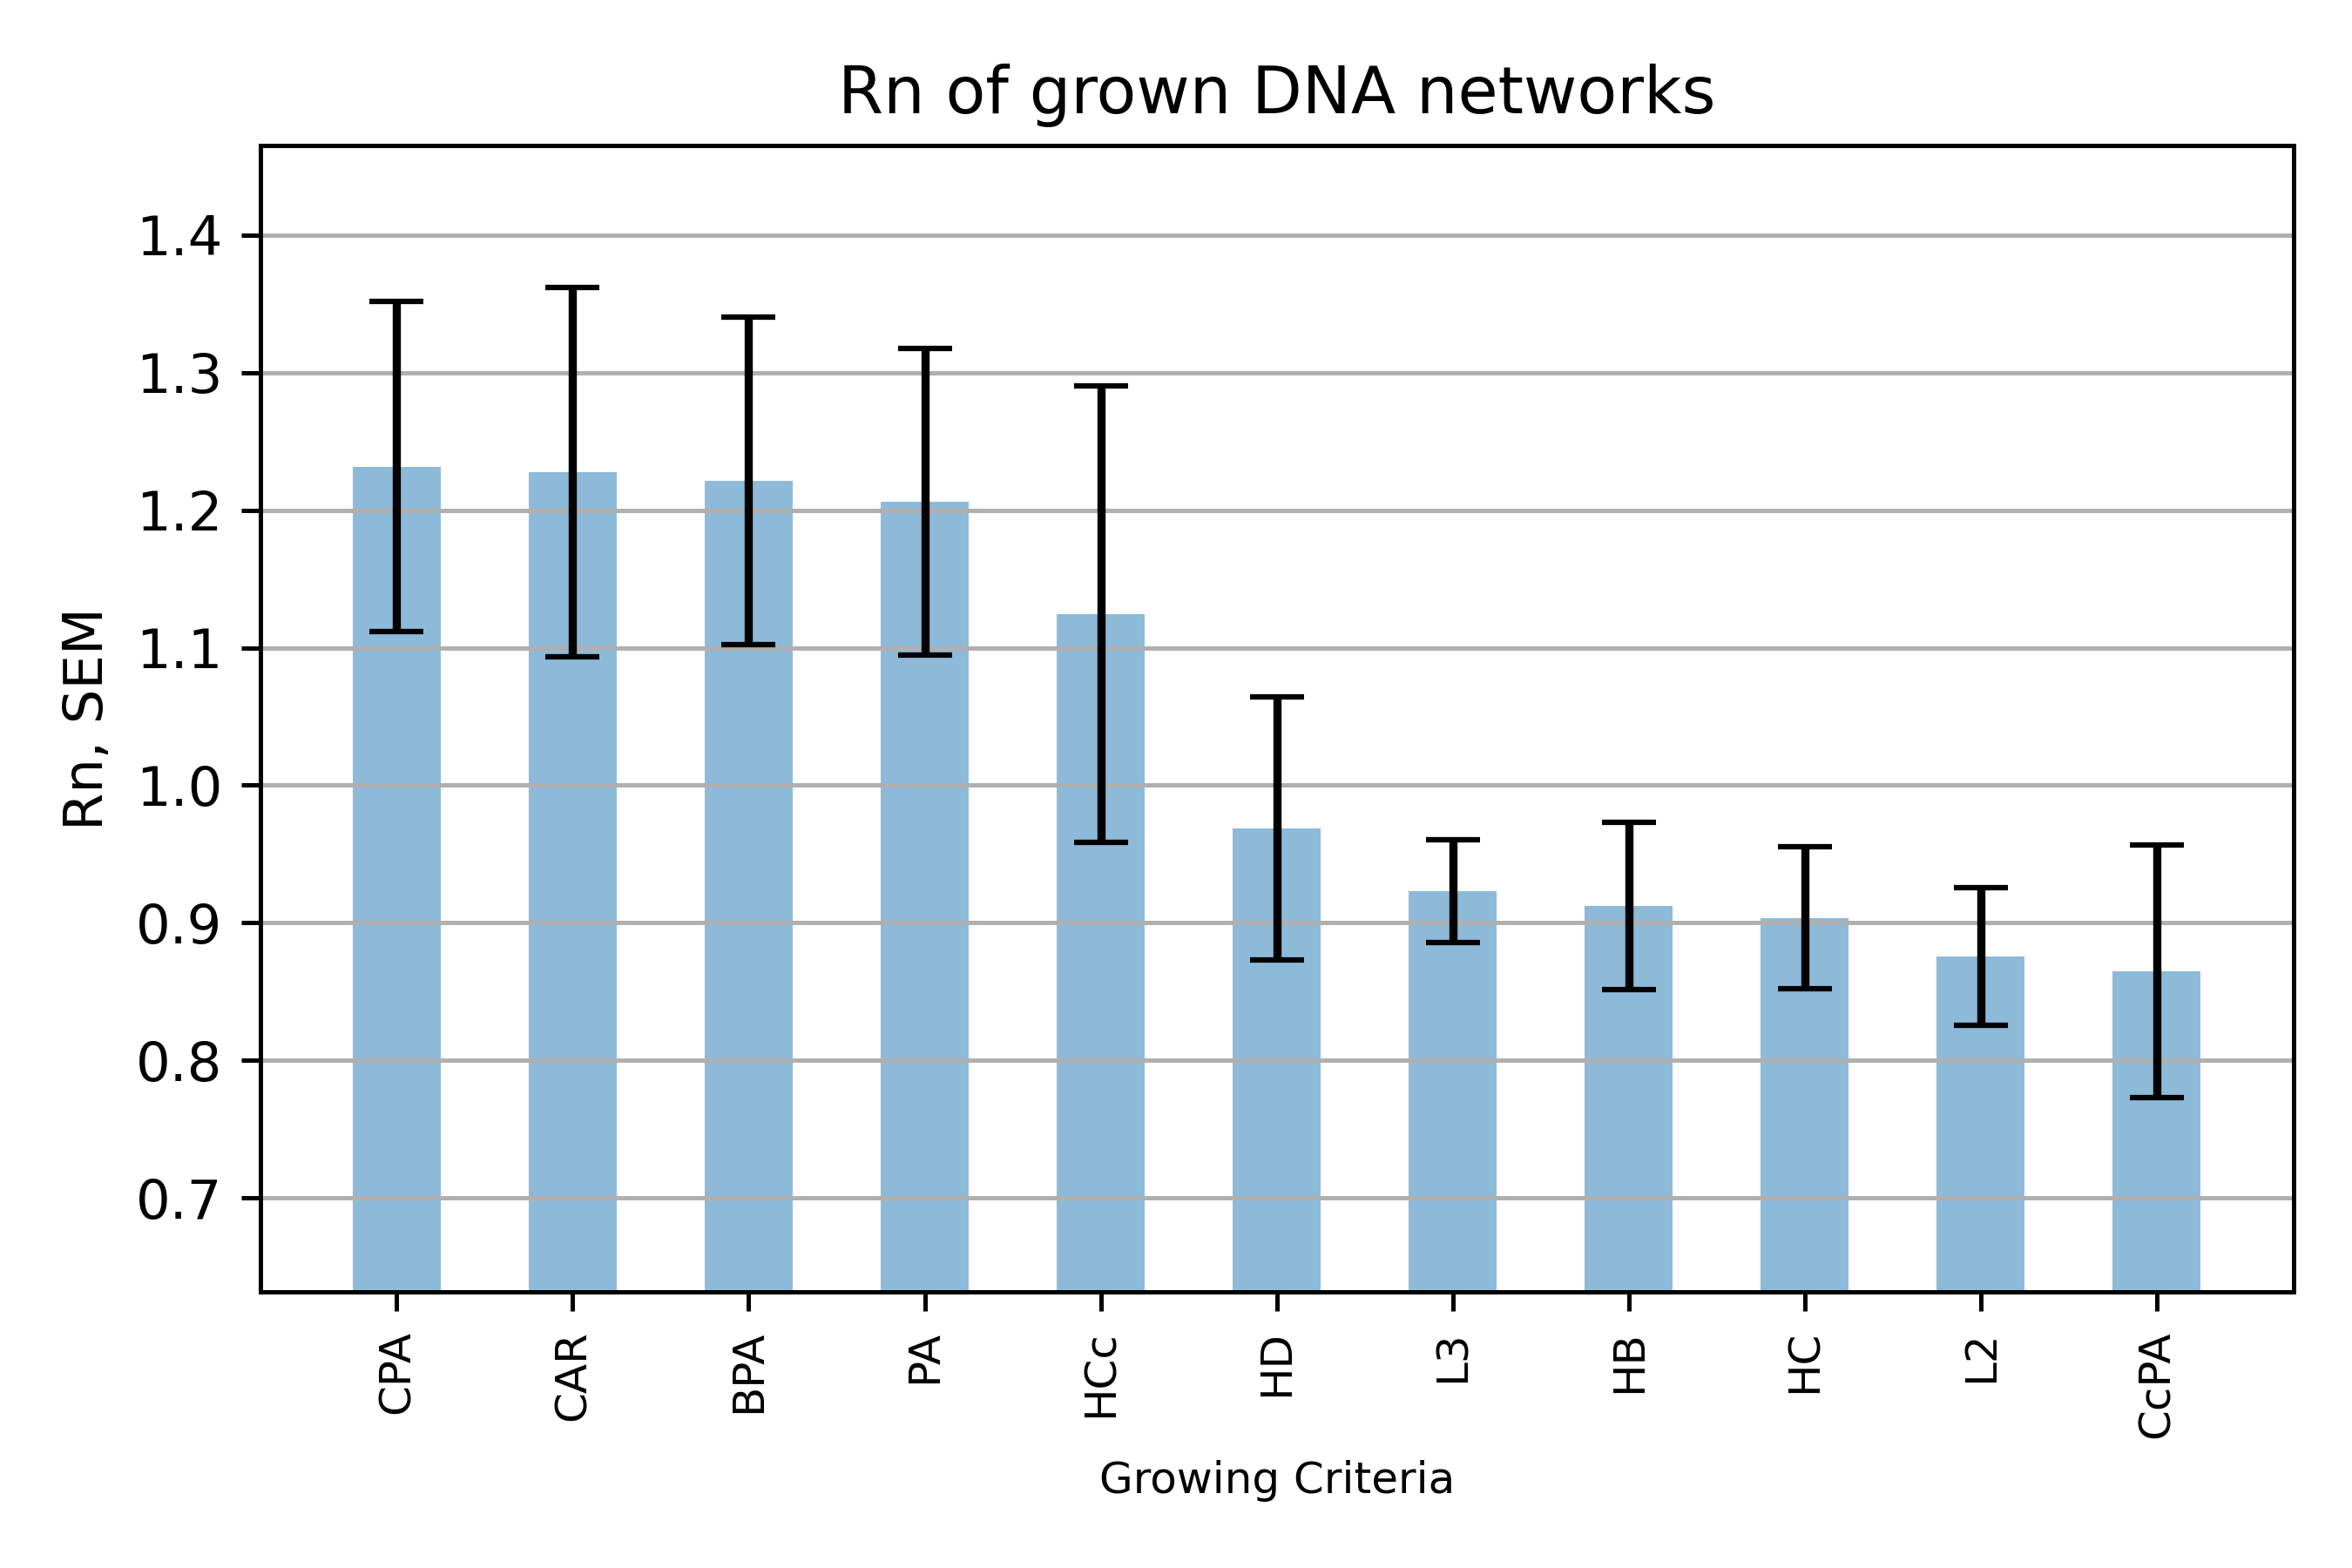 Rn of grown DNA networks
Rn, SEM
1.4
1.3
1.2
1.1
1.0
0.9
0.8
0.7
CPA
CAR
BPA
PA
HCc
HD
L3
HB
HC
L2
CcPA
Growing Criteria